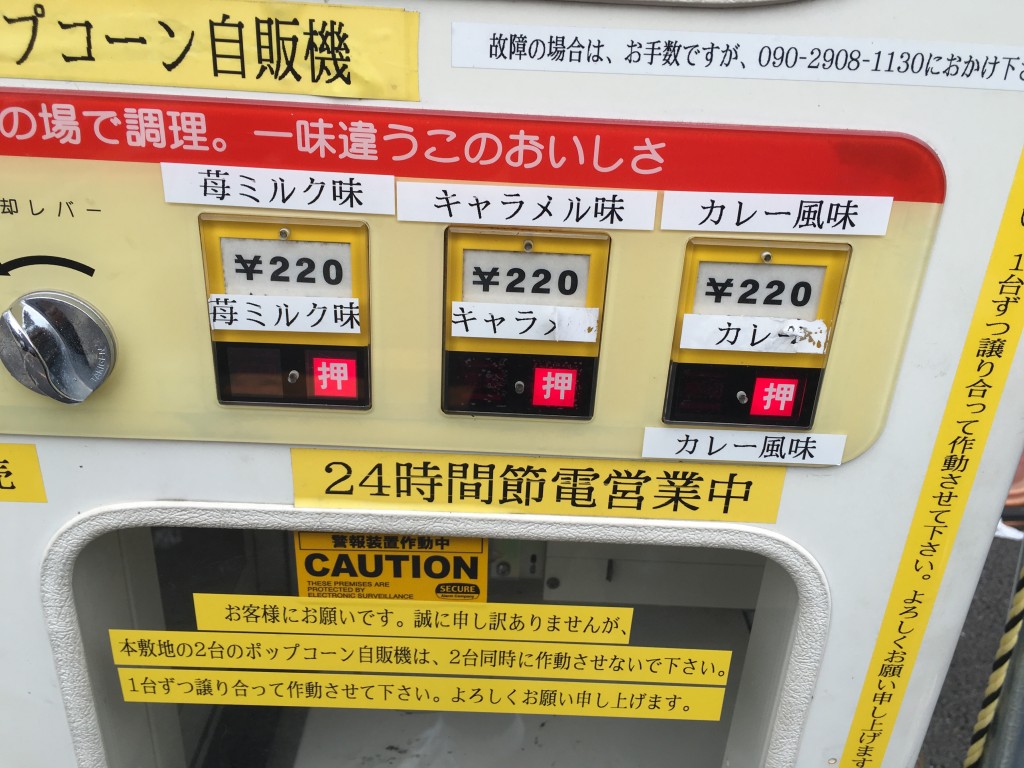 プコーン自販機
故障の場合は、お手数ですが、090-2908-1130におかけ下さ
の場で調理。一味違うこのおいしさ
苺ミルク味
キャラメル味
カレー風味
却レバー
¥220
¥220
¥220
苺ミルク味
キャラメ
カレー
押
押
押
カレー風味
売
24時間節電営業中
警報装置作動中
CAUTION
THESE PREMISES ARE
PROTECTED BY
ELECTRONIC SURVEILLANCE
SECURE
お客様にお願いです。誠に申し訳ありませんが、
本敷地の2台のポップコーン自販機は、2台同時に作動させないで下さい。
1台ずつ譲り合って作動させて下さい。よろしくお願い申し上げます。
い。1台ずつ譲り合って作動させて下さい。よろしくお願い申し上げます